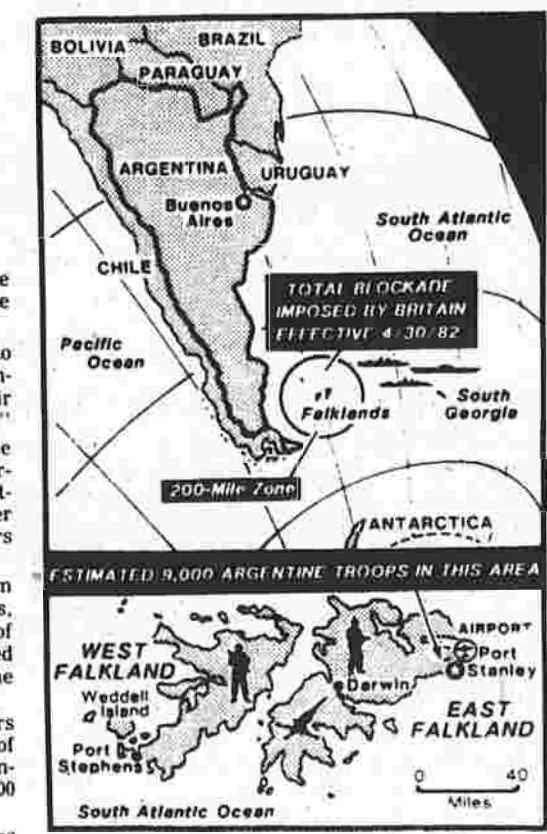 BOLIVIA
BRAZIL
PARAGUAY
ARGENTINA
URUGUAY
Buenos
Aires
South Atlantic
Ocean
CHILE
TOTAL BLOCKADE
IMPOSED BY BRITAIN
EFFECTIVE 4/30/82
Pacific
Ocean
Falklands
South
Georgia
200-Mile Zone
ANTARCTICA
ESTIMATED 9,000 ARGENTINE TROOPS IN THIS AREA
AIRPORT
WEST
FALKLAND
Port
Stanley
Weddell
Island
Darwin
EAST
FALKLAND
Port
Stephens
0 40
Miles
South Atlantic Ocean